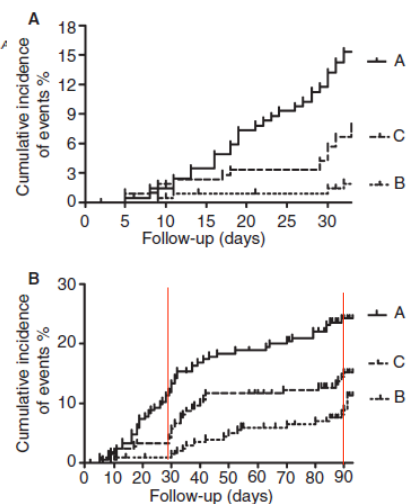 A
A
Cumulative incidence
of events %
18
15
12
9
6
3
0
0 5 10 15 20 25 30
Follow-up (days)
A
C
B
B
Cumulative incidence
of events %
30
20
10
0
0 10 20 30 40 50 60 70 80 90
Follow-up (days)
A
C
B